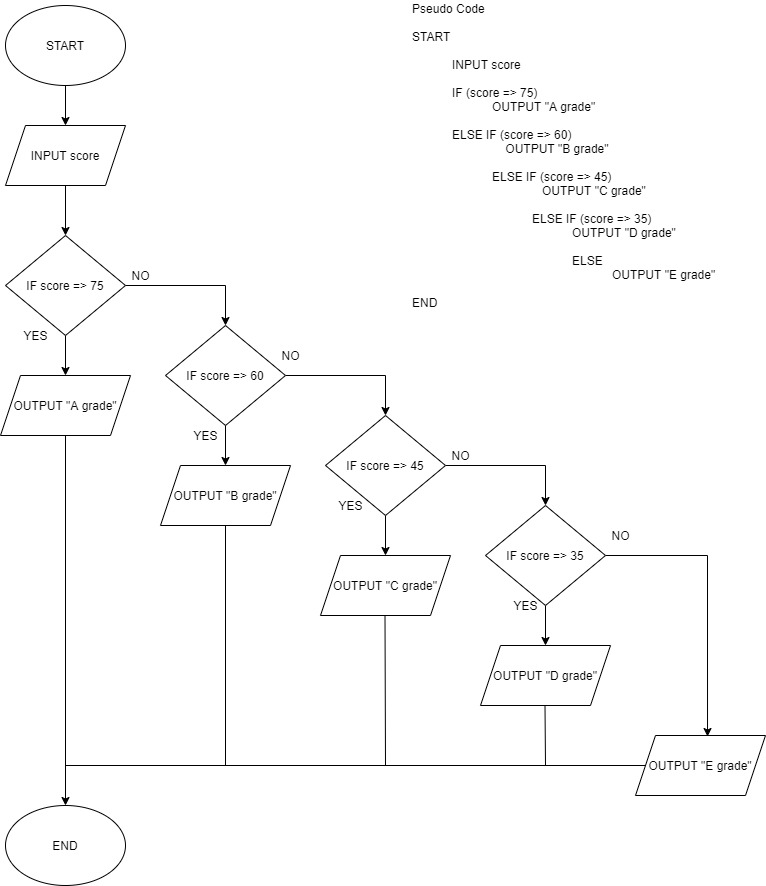 Pseudo Code
START
INPUT score
IF (score => 75)
OUTPUT "A grade"
ELSE IF (score => 60)
OUTPUT "B grade"
ELSE IF (score => 45)
OUTPUT "C grade"
ELSE IF (score => 35)
OUTPUT "D grade"
ELSE
OUTPUT "E grade"
END
START
INPUT score
IF score => 75
NO
YES
OUTPUT "A grade"
IF score => 60
NO
YES
OUTPUT "B grade"
IF score => 45
NO
YES
OUTPUT "C grade"
IF score => 35
NO
YES
OUTPUT "D grade"
OUTPUT "E grade"
END